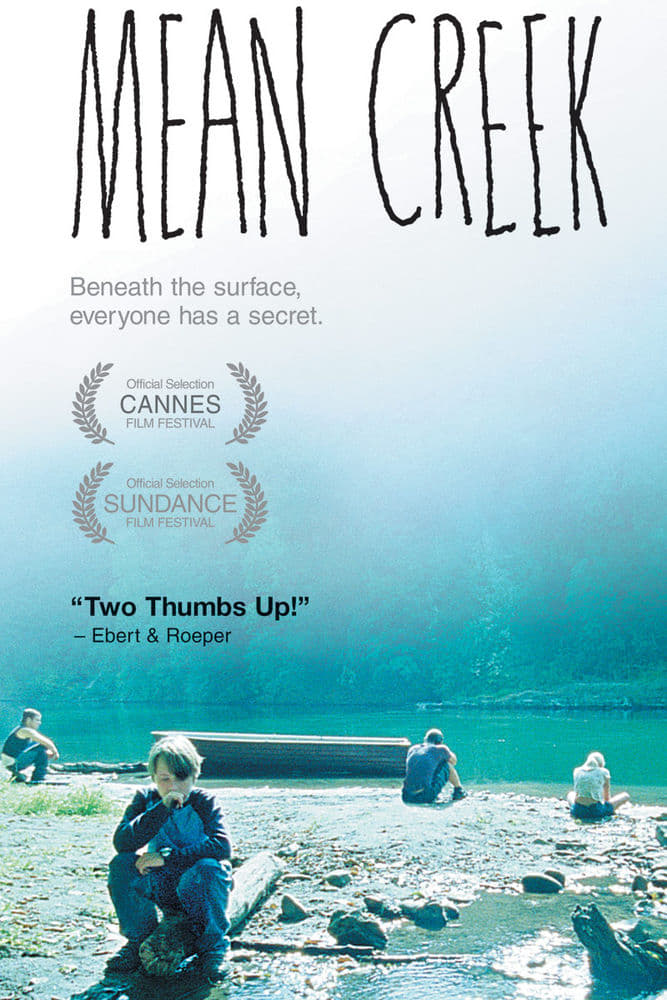 MEAN CREEK
Beneath the surface,
everyone has a secret.
Official Selection
CANNES
FILM FESTIVAL
Official Selection
SUNDANCE
FILM FESTIVAL
“Two Thumbs Up!”
– Ebert & Roeper